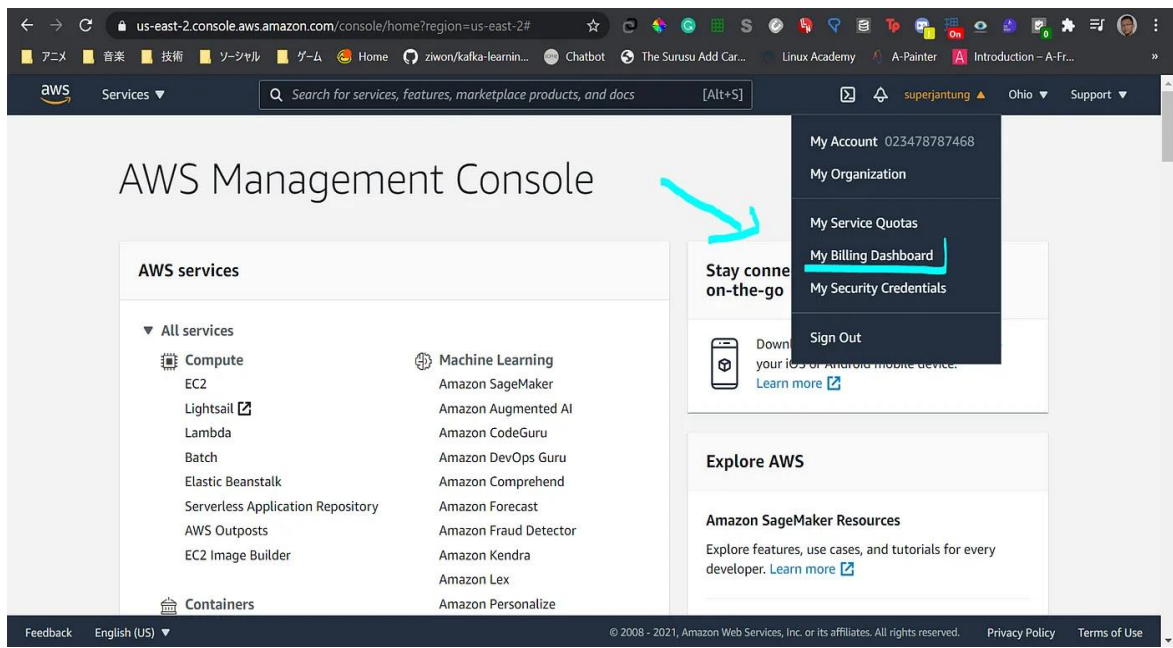 us-east-2.console.aws.amazon.com/console/home?region=us-east-2#
アニメ 音楽 技術 ソーシャル ゲーム Home ziwon/kafka-learnin... Chatbot The Surusu Add Car... Linux Academy A-Painter Introduction – A-Fr... »
aws Services ▼ Search for services, features, marketplace products, and docs [Alt+S] superjantung ▲ Ohio ▼ Support ▼
My Account 023478787468
My Organization
My Service Quotas
My Billing Dashboard
My Security Credentials
Sign Out
AWS Management Console
AWS services
▼ All services
Compute
EC2
Lightsail
Lambda
Batch
Elastic Beanstalk
Serverless Application Repository
AWS Outposts
EC2 Image Builder
Containers
Machine Learning
Amazon SageMaker
Amazon Augmented AI
Amazon CodeGuru
Amazon DevOps Guru
Amazon Comprehend
Amazon Forecast
Amazon Fraud Detector
Amazon Kendra
Amazon Lex
Amazon Personalize
Stay conne
on-the-go
Downl
your iOS or Android mobile device.
Learn more
Explore AWS
Amazon SageMaker Resources
Explore features, use cases, and tutorials for every
developer. Learn more
Feedback English (US) ▼ © 2008 - 2021, Amazon Web Services, Inc. or its affiliates. All rights reserved. Privacy Policy Terms of Use